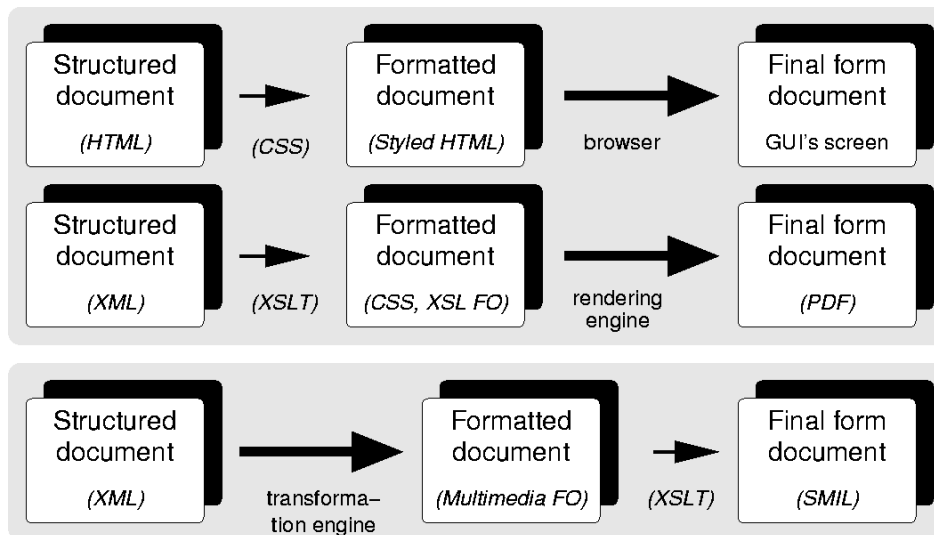 Structured
document
(HTML)
(CSS)
Formatted
document
(Styled HTML)
browser
Final form
document
GUI's screen
Structured
document
(XML)
(XSLT)
Formatted
document
(CSS, XSL FO)
rendering
engine
Final form
document
(PDF)
Structured
document
(XML)
transforma–
tion engine
Formatted
document
(Multimedia FO)
(XSLT)
Final form
document
(SMIL)